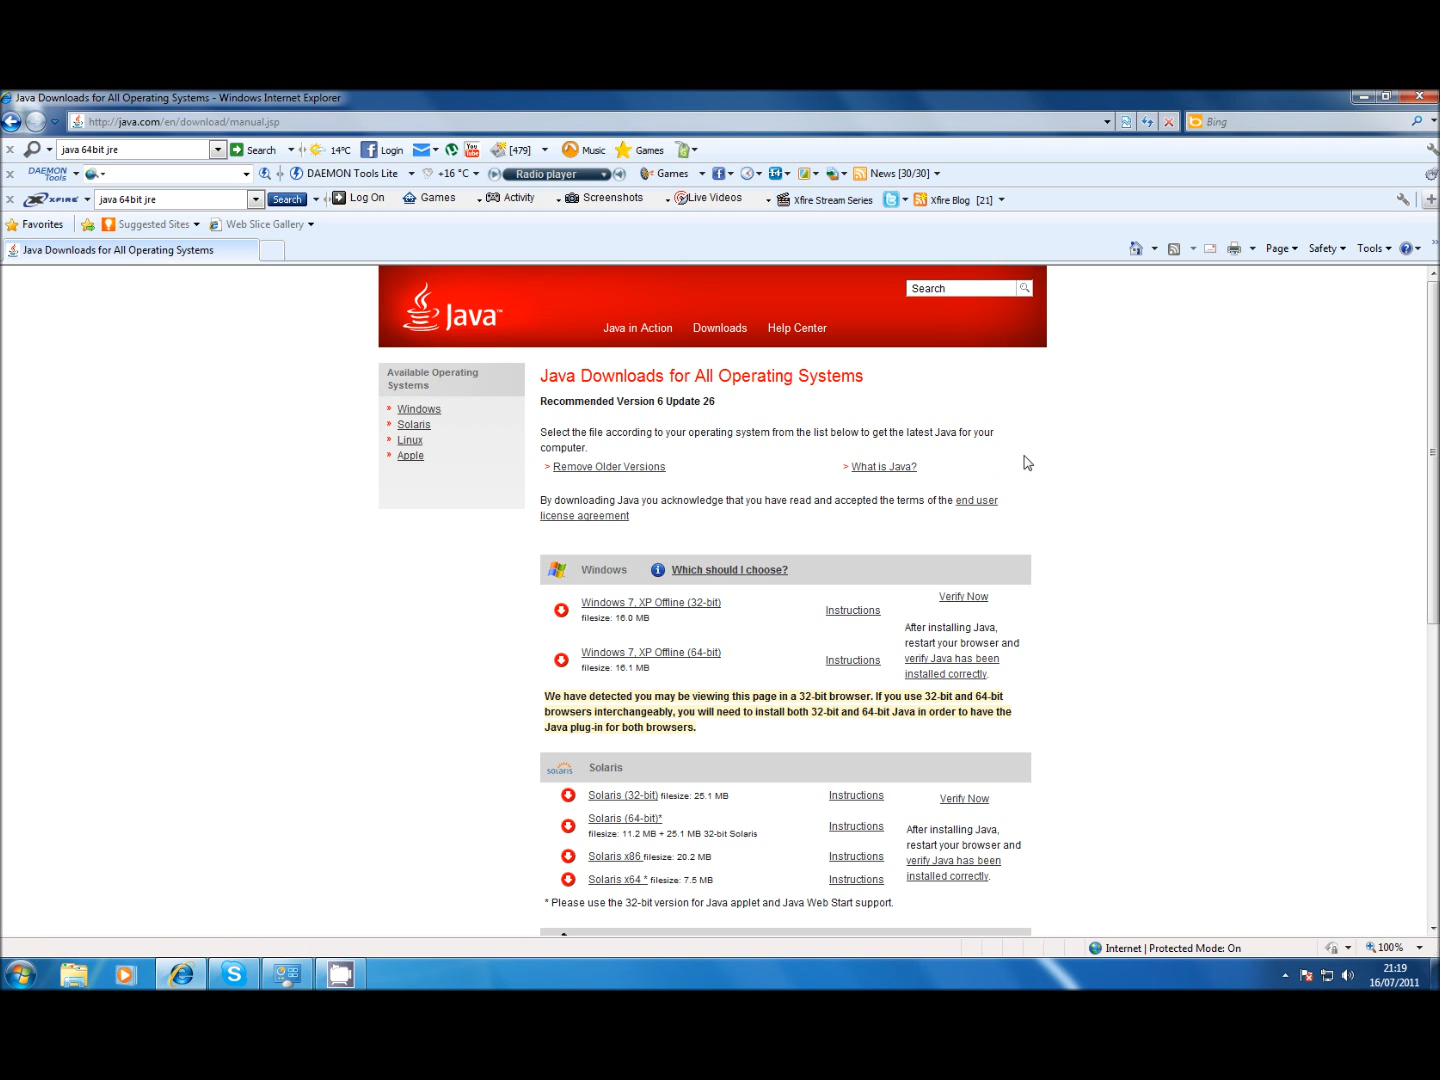 Java Downloads for All Operating Systems - Windows Internet Explorer
http://java.com/en/download/manual.jsp
Bing
java 64bit jre
Search
14°C
Login
You Tube
[479]
Music
Games
DAEMON Tools
DAEMON Tools Lite
+16 °C
Radio player
Games
News [30/30]
XFIRE
java 64bit jre
Search
Log On
Games
Activity
Screenshots
Live Videos
Xfire Stream Series
Xfire Blog [21]
Favorites
Suggested Sites
Web Slice Gallery
Java Downloads for All Operating Systems
Page
Safety
Tools
Java™
Search
Java in Action
Downloads
Help Center
Available Operating
Systems
» Windows
» Solaris
» Linux
» Apple
Java Downloads for All Operating Systems
Recommended Version 6 Update 26
Select the file according to your operating system from the list below to get the latest Java for your
computer.
> Remove Older Versions
> What is Java?
By downloading Java you acknowledge that you have read and accepted the terms of the end user
license agreement
Windows
Which should I choose?
Windows 7, XP Offline (32-bit)
filesize: 16.0 MB
Instructions
Windows 7, XP Offline (64-bit)
filesize: 16.1 MB
Instructions
Verify Now
After installing Java,
restart your browser and
verify Java has been
installed correctly.
We have detected you may be viewing this page in a 32-bit browser. If you use 32-bit and 64-bit
browsers interchangeably, you will need to install both 32-bit and 64-bit Java in order to have the
Java plug-in for both browsers.
solaris
Solaris
Solaris (32-bit) filesize: 25.1 MB
Instructions
Solaris (64-bit)*
filesize: 11.2 MB + 25.1 MB 32-bit Solaris
Instructions
Solaris x86 filesize: 20.2 MB
Instructions
Solaris x64 * filesize: 7.5 MB
Instructions
Verify Now
After installing Java,
restart your browser and
verify Java has been
installed correctly.
* Please use the 32-bit version for Java applet and Java Web Start support.
Internet | Protected Mode: On
100%
21:19
16/07/2011